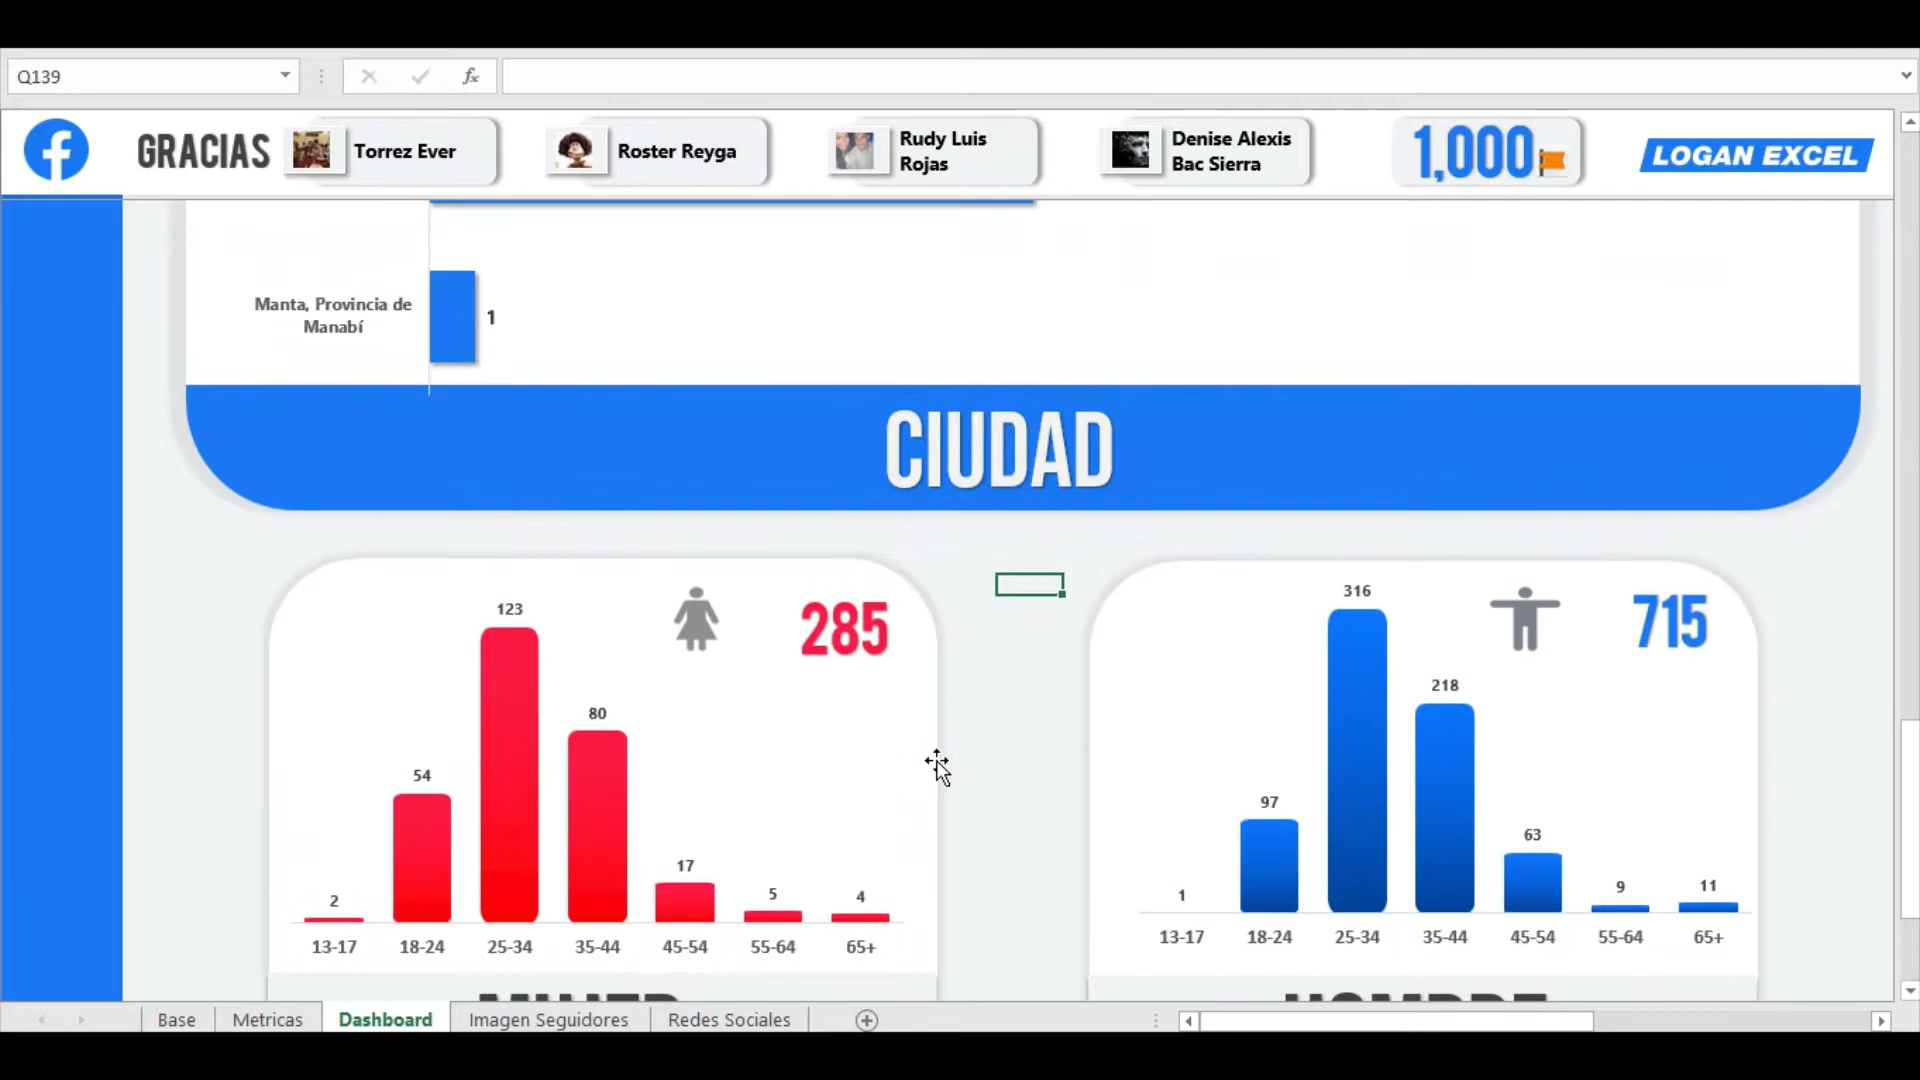 Q139
fx
GRACIAS
Torrez Ever
Roster Reyga
Rudy Luis
Rojas
Denise Alexis
Bac Sierra
1,000
LOGAN EXCEL
Manta, Provincia de
Manabí
1
CIUDAD
285
123
80
54
17
5
4
2
13-17 18-24 25-34 35-44 45-54 55-64 65+
MUJER
715
316
218
97
63
9
11
1
13-17 18-24 25-34 35-44 45-54 55-64 65+
HOMBRE
Base Metricas Dashboard Imagen Seguidores Redes Sociales